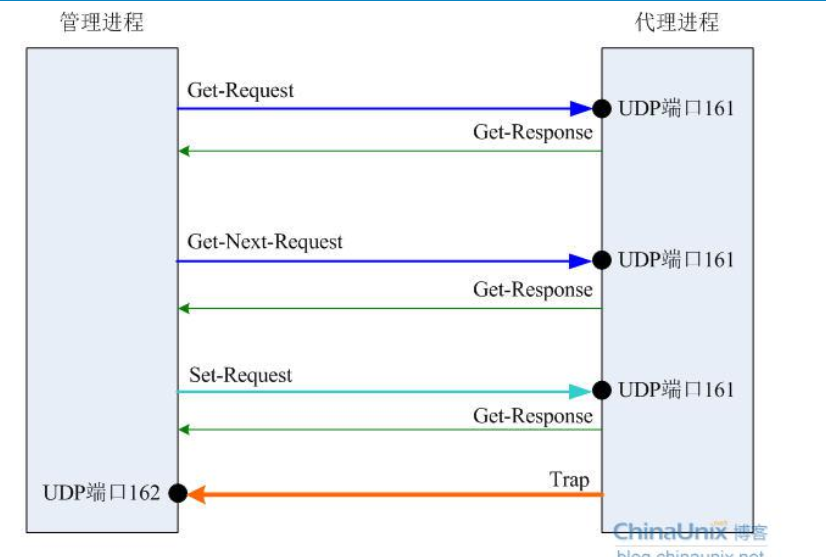 管理进程
代理进程
Get-Request
UDP端口161
Get-Response
Get-Next-Request
UDP端口161
Get-Response
Set-Request
UDP端口161
Get-Response
Trap
UDP端口162
ChinaUnix 博客
blog.chinaunix.net